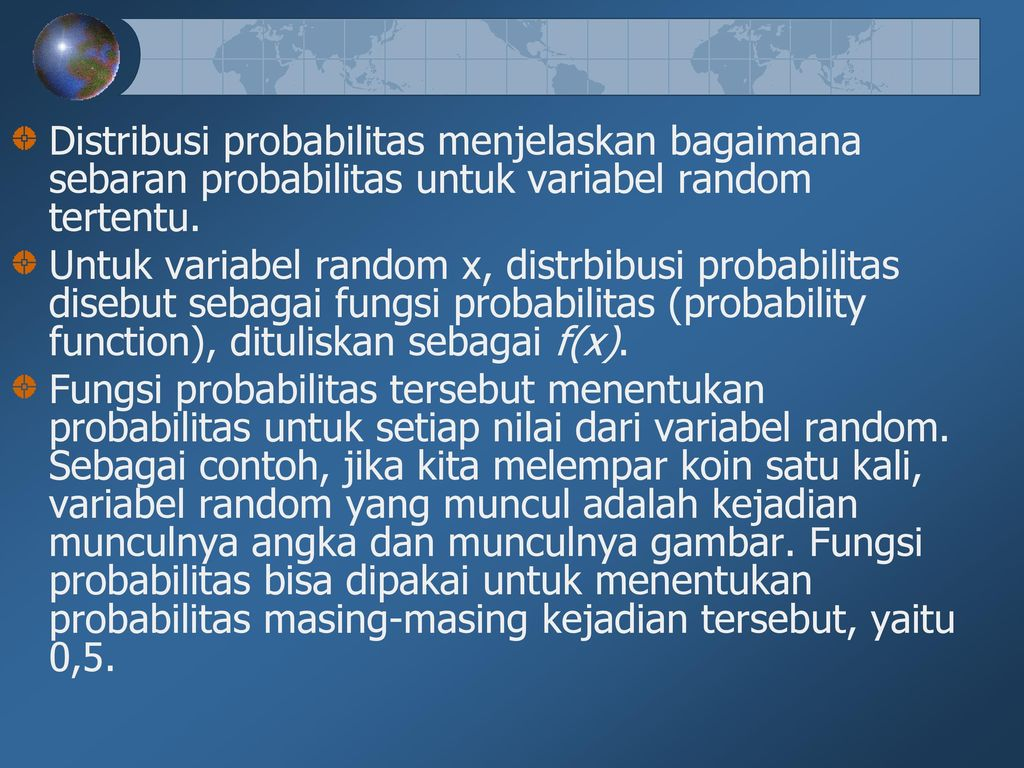 Distribusi probabilitas menjelaskan bagaimana
sebaran probabilitas untuk variabel random
tertentu.
Untuk variabel random x, distrbibusi probabilitas
disebut sebagai fungsi probabilitas (probability
function), dituliskan sebagai f(x).
Fungsi probabilitas tersebut menentukan
probabilitas untuk setiap nilai dari variabel random.
Sebagai contoh, jika kita melempar koin satu kali,
variabel random yang muncul adalah kejadian
munculnya angka dan munculnya gambar. Fungsi
probabilitas bisa dipakai untuk menentukan
probabilitas masing-masing kejadian tersebut, yaitu
0,5.